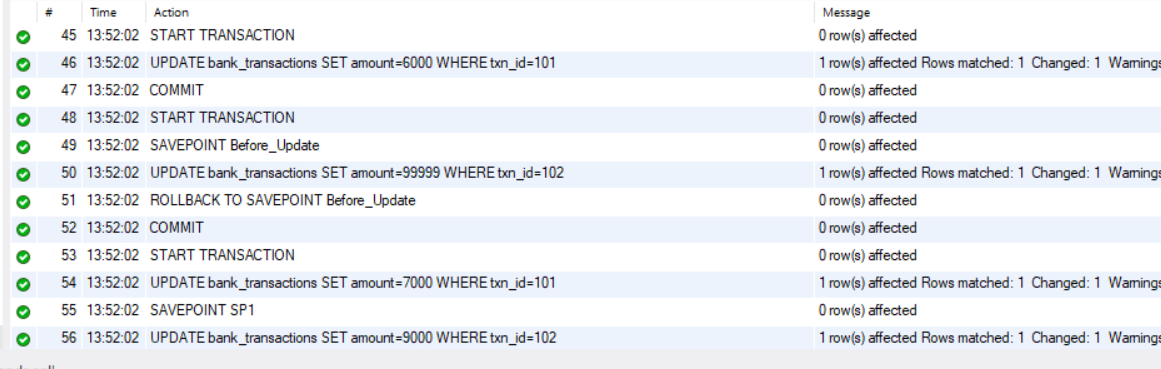 # Time Action Message
45 13:52:02 START TRANSACTION 0 row(s) affected
46 13:52:02 UPDATE bank_transactions SET amount=6000 WHERE txn_id=101 1 row(s) affected Rows matched: 1 Changed: 1 Warnings
47 13:52:02 COMMIT 0 row(s) affected
48 13:52:02 START TRANSACTION 0 row(s) affected
49 13:52:02 SAVEPOINT Before_Update 0 row(s) affected
50 13:52:02 UPDATE bank_transactions SET amount=99999 WHERE txn_id=102 1 row(s) affected Rows matched: 1 Changed: 1 Warnings
51 13:52:02 ROLLBACK TO SAVEPOINT Before_Update 0 row(s) affected
52 13:52:02 COMMIT 0 row(s) affected
53 13:52:02 START TRANSACTION 0 row(s) affected
54 13:52:02 UPDATE bank_transactions SET amount=7000 WHERE txn_id=101 1 row(s) affected Rows matched: 1 Changed: 1 Warnings
55 13:52:02 SAVEPOINT SP1 0 row(s) affected
56 13:52:02 UPDATE bank_transactions SET amount=9000 WHERE txn_id=102 1 row(s) affected Rows matched: 1 Changed: 1 Warnings